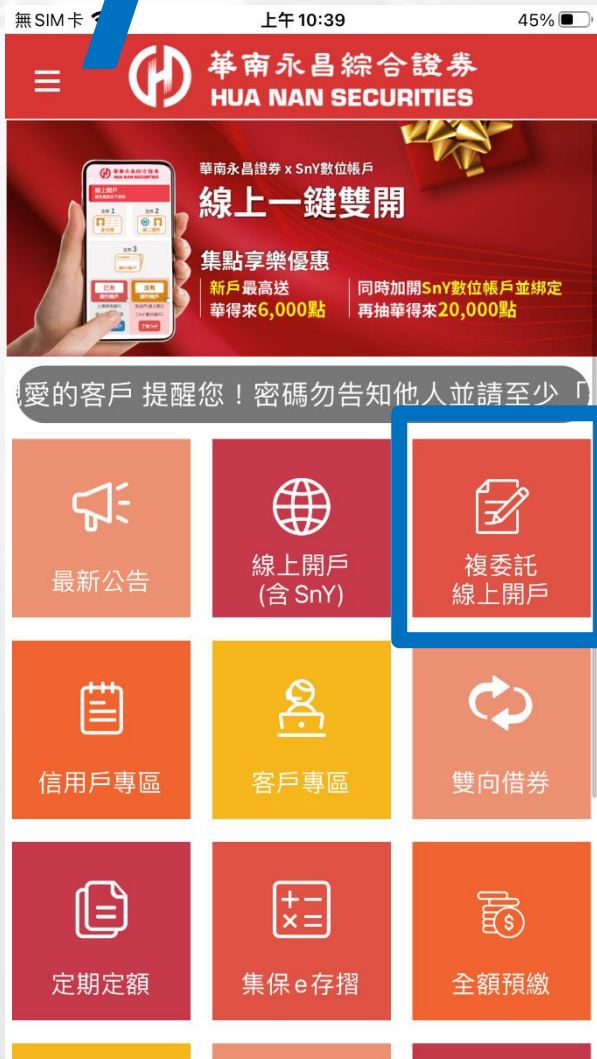 無SIM卡
上午10:39
45%
華南永昌綜合證券
HUA NAN SECURITIES
華南永昌證券 x SnY數位帳戶
線上一鍵雙開
集點享樂優惠
新戶最高送
華得來6,000點
同時加開SnY數位帳戶並綁定
再抽華得來20,000點
愛的客戶 提醒您！密碼勿告知他人並請至少「
最新公告
線上開戶
(含 SnY)
複委託
線上開戶
信用戶專區
客戶專區
雙向借券
定期定額
集保e存摺
全額預繳